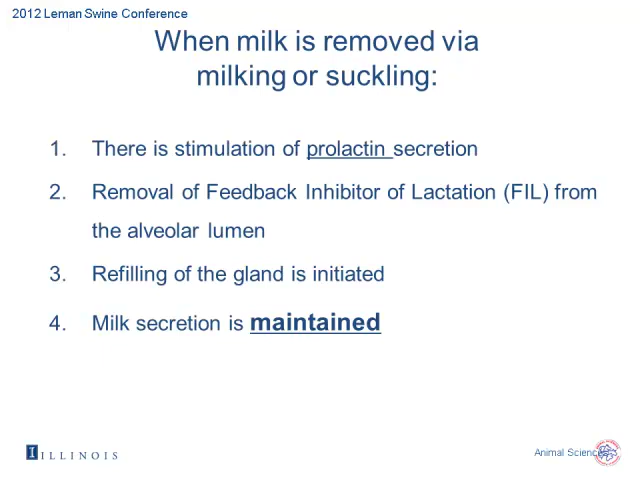 2012 Leman Swine Conference
When milk is removed via
milking or suckling:
1. There is stimulation of prolactin secretion
2. Removal of Feedback Inhibitor of Lactation (FIL) from
the alveolar lumen
3. Refilling of the gland is initiated
4. Milk secretion is maintained
I ILLINOIS
Animal Sciences